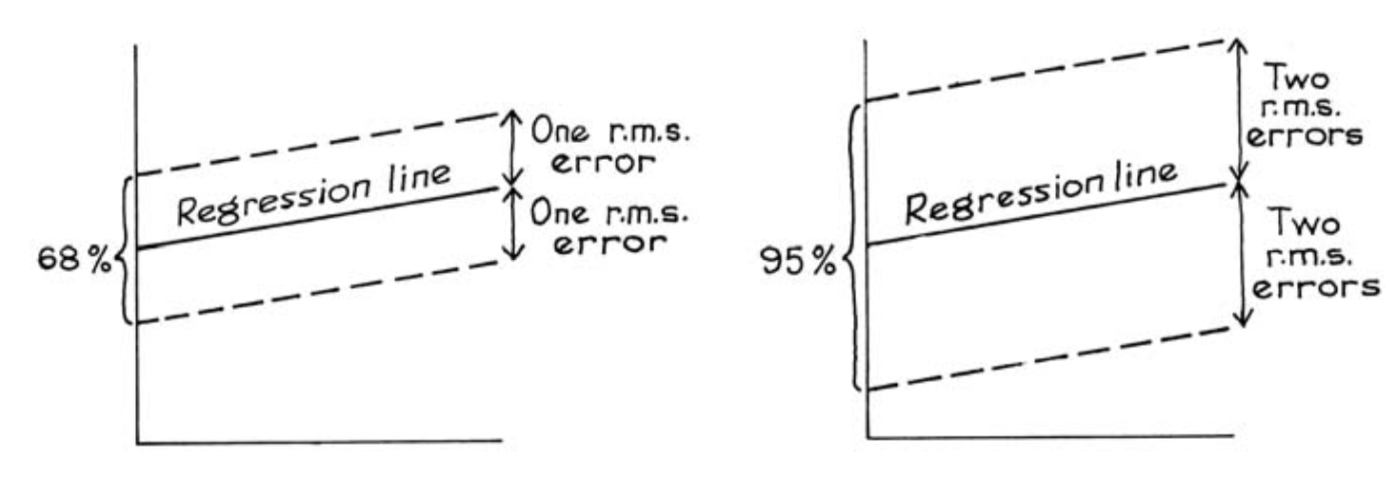 One r.m.s.
error
Regression line
One r.m.s.
error
68%
Two
r.m.s.
errors
Regression line
Two
r.m.s.
errors
95%